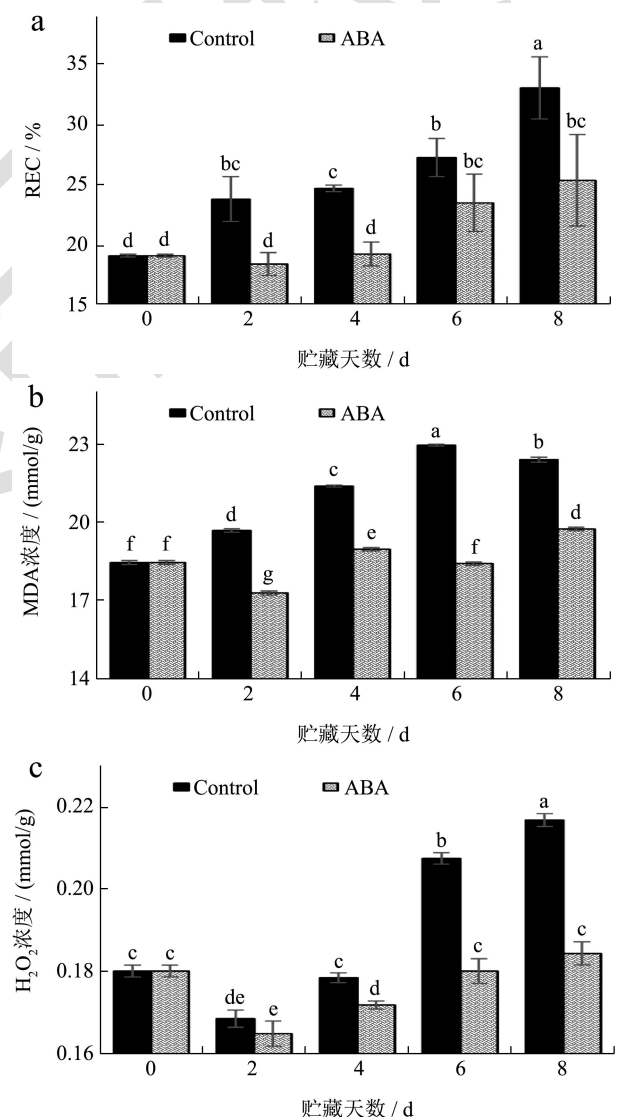 a
Control ABA
REC / %
35
30
25
20
15
d d bc d c d b bc a bc
0 2 4 6 8
贮藏天数 / d
b
Control ABA
MDA浓度 / (mmol/g)
23
20
17
14
f f d g c e a f b d
0 2 4 6 8
贮藏天数 / d
c
Control ABA
H₂O₂浓度 / (mmol/g)
0.22
0.20
0.18
0.16
c c de e c d b c a c
0 2 4 6 8
贮藏天数 / d